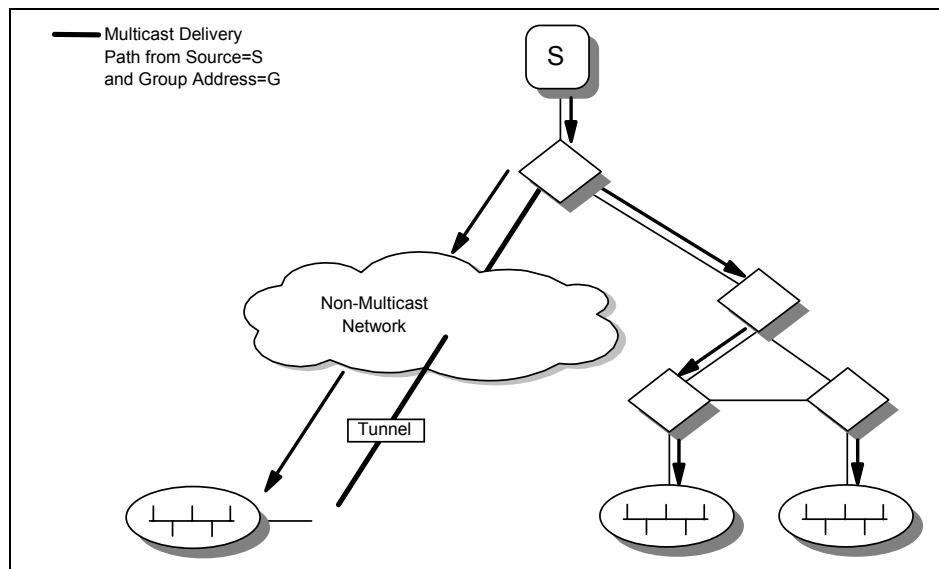 Multicast Delivery
Path from Source=S
and Group Address=G
S
Non-Multicast
Network
Tunnel